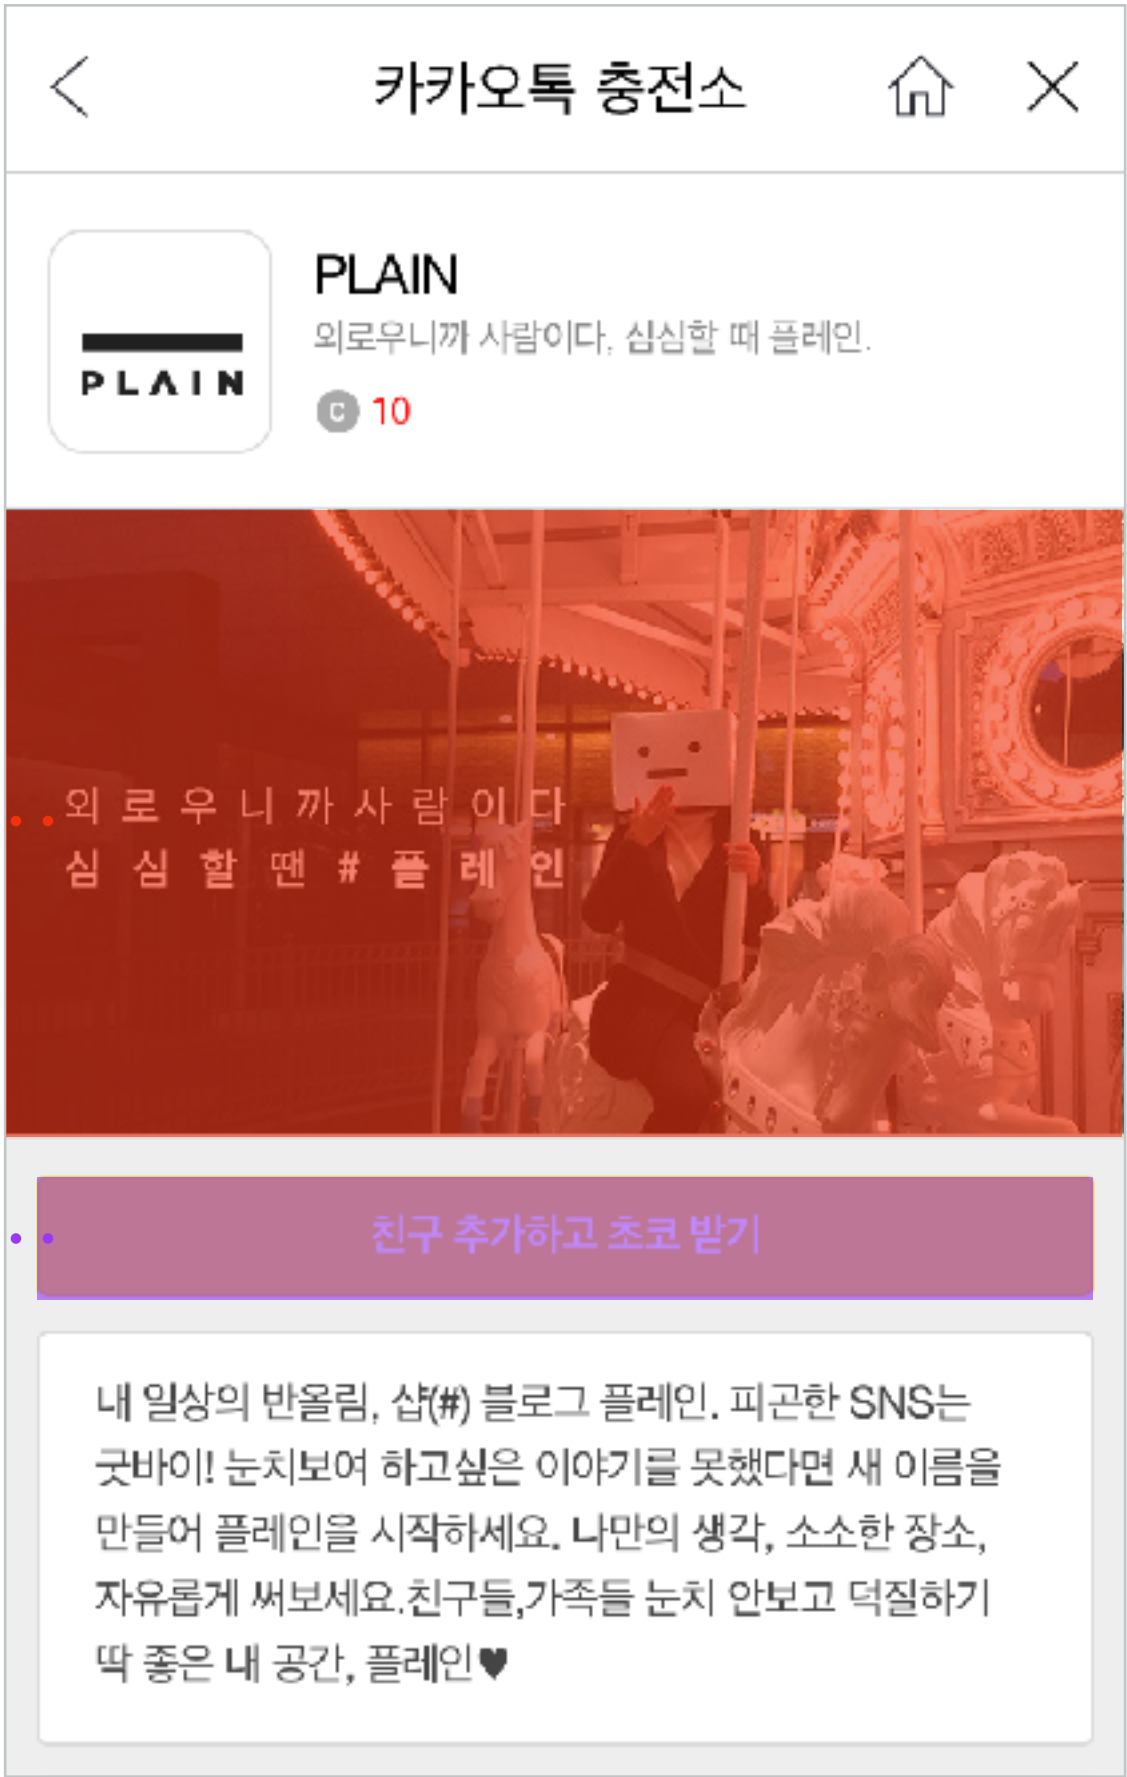 카카오톡 충전소
PLAIN
PLAIN
외로우니까 사람이다, 심심할 때 플레인.
C 10
외로우니까사람이다
심심할땐#플레인
친구 추가하고 초코 받기
내 일상의 반올림, 샵(#) 블로그 플레인. 피곤한 SNS는
굿바이! 눈치보여 하고싶은 이야기를 못했다면 새 이름을
만들어 플레인을 시작하세요. 나만의 생각, 소소한 장소,
자유롭게 써보세요.친구들,가족들 눈치 안보고 덕질하기
딱 좋은 내 공간, 플레인♥